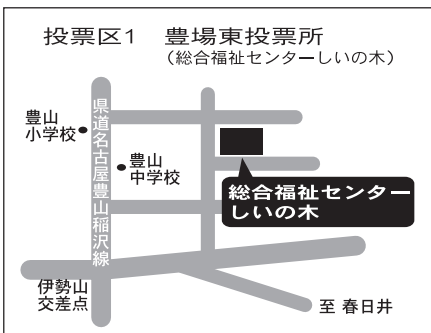 投票区1　豊場東投票所
（総合福祉センターしいの木）
豊山
小学校
県道名古屋豊山稲沢線
豊山
中学校
総合福祉センター
しいの木
伊勢山
交差点
至 春日井